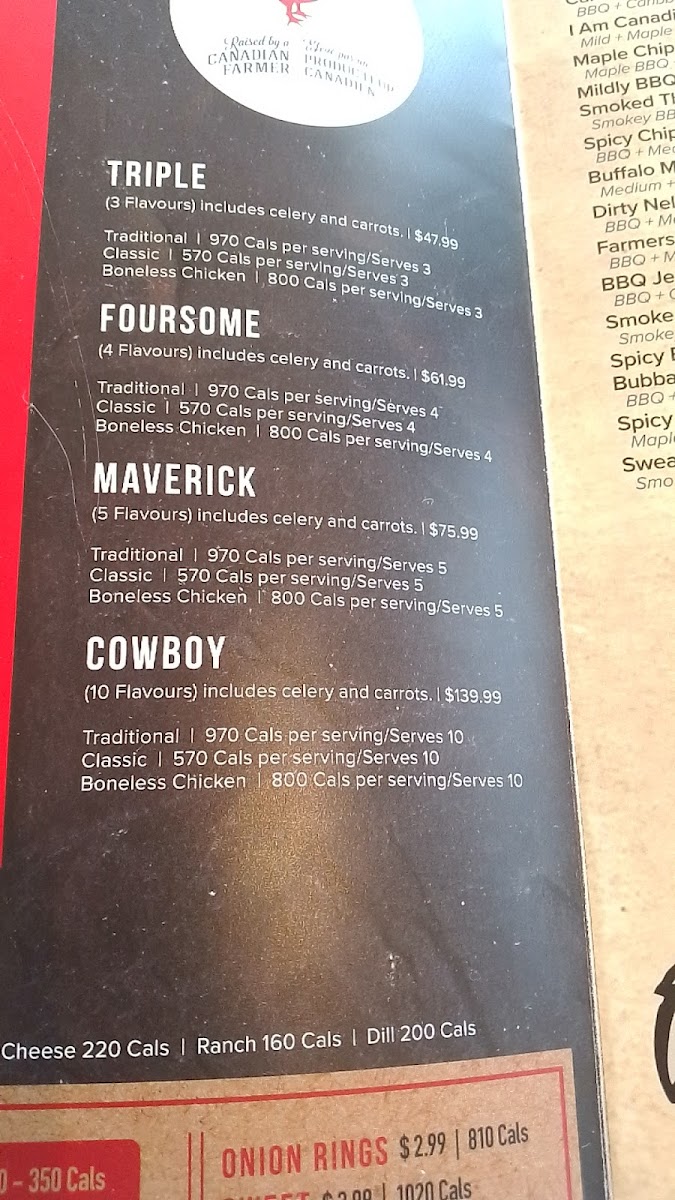 Raised by a
CANADIAN
FARMER
PRODUCTEUR
CANADIEN
TRIPLE
(3 Flavours) includes celery and carrots. | $47.99
Traditional | 970 Cals per serving/Serves 3
Classic | 570 Cals per serving/Serves 3
Boneless Chicken | 800 Cals per serving/Serves 3
FOURSOME
(4 Flavours) includes celery and carrots. | $61.99
Traditional | 970 Cals per serving/Serves 4
Classic | 570 Cals per serving/Serves 4
Boneless Chicken | 800 Cals per serving/Serves 4
MAVERICK
(5 Flavours) includes celery and carrots. | $75.99
Traditional | 970 Cals per serving/Serves 5
Classic | 570 Cals per serving/Serves 5
Boneless Chicken | 800 Cals per serving/Serves 5
COWBOY
(10 Flavours) includes celery and carrots. | $139.99
Traditional | 970 Cals per serving/Serves 10
Classic | 570 Cals per serving/Serves 10
Boneless Chicken | 800 Cals per serving/Serves 10
Cheese 220 Cals | Ranch 160 Cals | Dill 200 Cals
0 - 350 Cals
ONION RINGS $2.99 | 810 Cals
| 1020 Cals
BBQ +
I Am Canadi
Mild + Maple
Maple Chip
Maple BBQ
Mildly BBQ
Smoked
Smokey
Spicy Chip
BBQ +
Buffalo
Medium +
Dirty
BBQ +
Farmers
BBQ +
BBQ
BBQ +
Smoke
Smoke
Spicy
Bubba
BBQ +
Spicy
Mapl
Swea
Smo